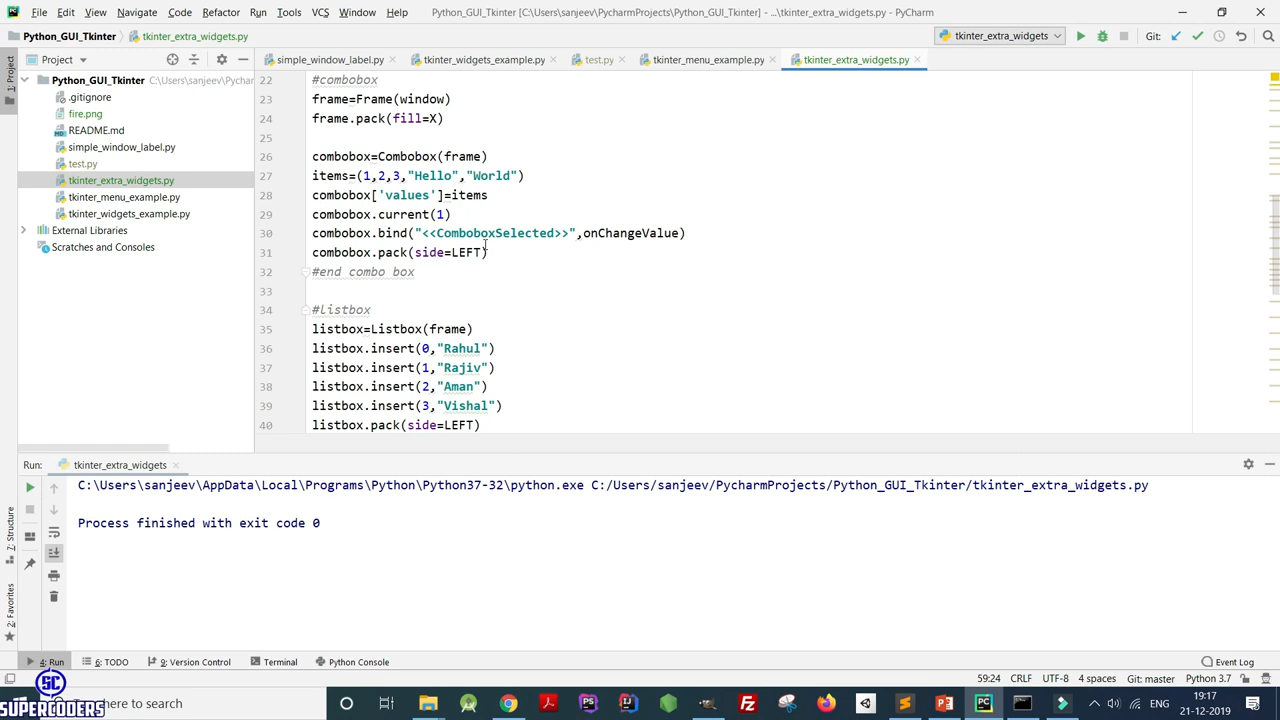 File Edit View Navigate Code Refactor Run Tools VCS Window Help Python_GUI_Tkinter [C:\Users\sanjeev\PycharmProjects\Python_GUI_Tkinter] - ...\tkinter_extra_widgets.py - PyCharm
Python_GUI_Tkinter tkinter_extra_widgets.py tkinter_extra_widgets Git:
Project simple_window_label.py tkinter_widgets_example.py test.py tkinter_menu_example.py tkinter_extra_widgets.py
1: Project
Python_GUI_Tkinter C:\Users\sanjeev\Pychar
.gitignore
fire.png
README.md
simple_window_label.py
test.py
tkinter_extra_widgets.py
tkinter_menu_example.py
tkinter_widgets_example.py
External Libraries
Scratches and Consoles
22 #combobox
23 frame=Frame(window)
24 frame.pack(fill=X)
25
26 combobox=Combobox(frame)
27 items=(1,2,3,"Hello","World")
28 combobox['values']=items
29 combobox.current(1)
30 combobox.bind("<<ComboboxSelected>>",onChangeValue)
31 combobox.pack(side=LEFT)
32 #end combo box
33
34 #listbox
35 listbox=Listbox(frame)
36 listbox.insert(0,"Rahul")
37 listbox.insert(1,"Rajiv")
38 listbox.insert(2,"Aman")
39 listbox.insert(3,"Vishal")
40 listbox.pack(side=LEFT)
Run: tkinter_extra_widgets
C:\Users\sanjeev\AppData\Local\Programs\Python\Python37-32\python.exe C:/Users/sanjeev/PycharmProjects/Python_GUI_Tkinter/tkinter_extra_widgets.py
Process finished with exit code 0
7: Structure
2: Favorites
4: Run 6: TODO 9: Version Control Terminal Python Console Event Log
59:24 CRLF UTF-8 4 spaces Git: master Python 3.7
SC
SUPERCODERS
here to search
ENG
19:17
21-12-2019